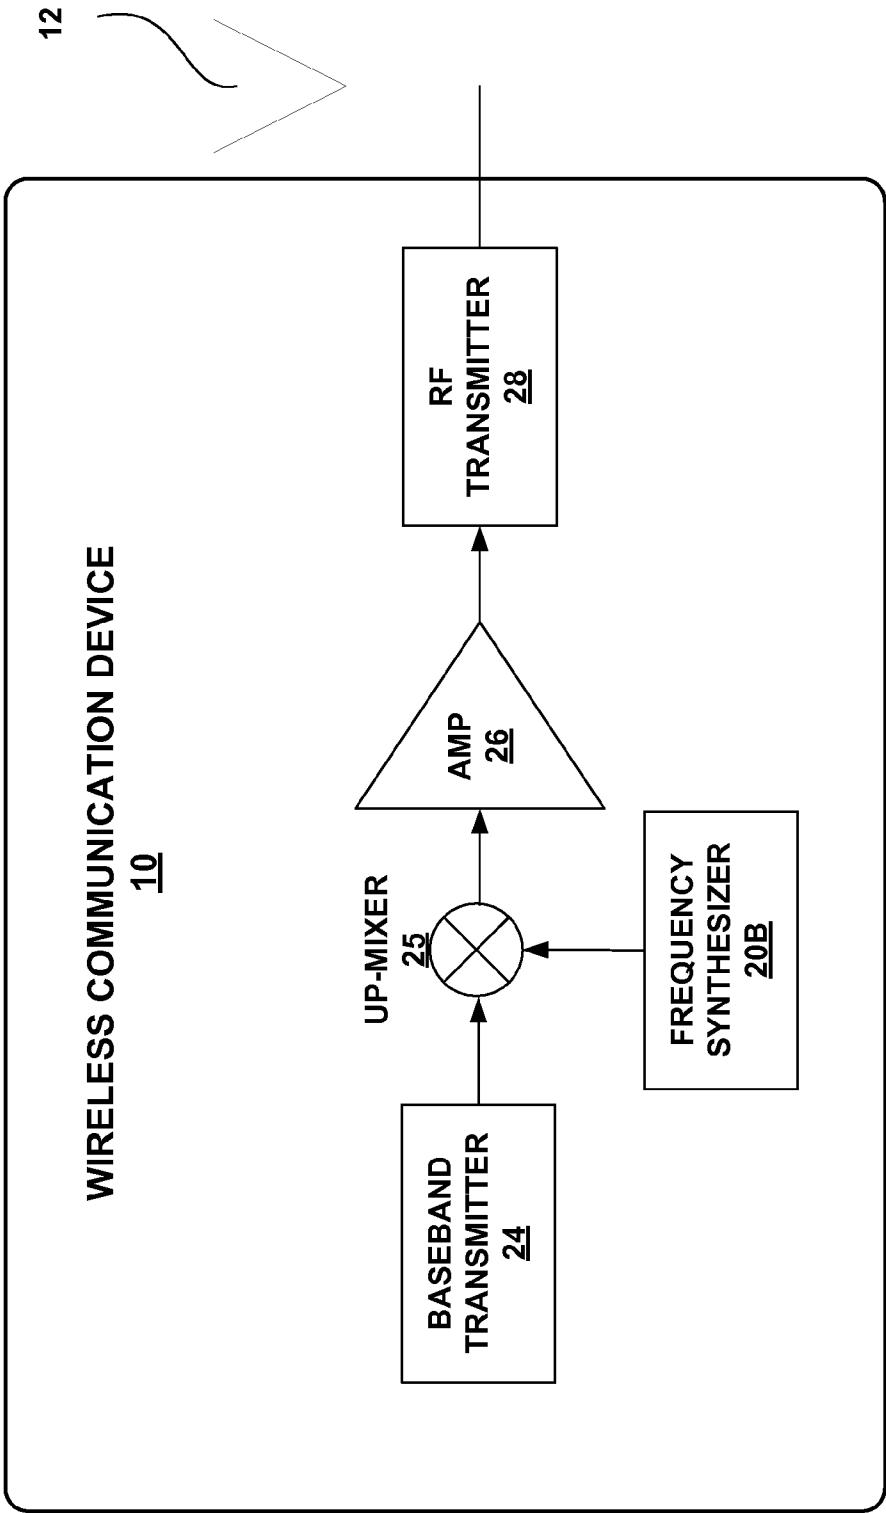 WIRELESS COMMUNICATION DEVICE
10
12
BASEBAND
TRANSMITTER
24
UP-MIXER
25
AMP
26
RF
TRANSMITTER
28
FREQUENCY
SYNTHESIZER
20B